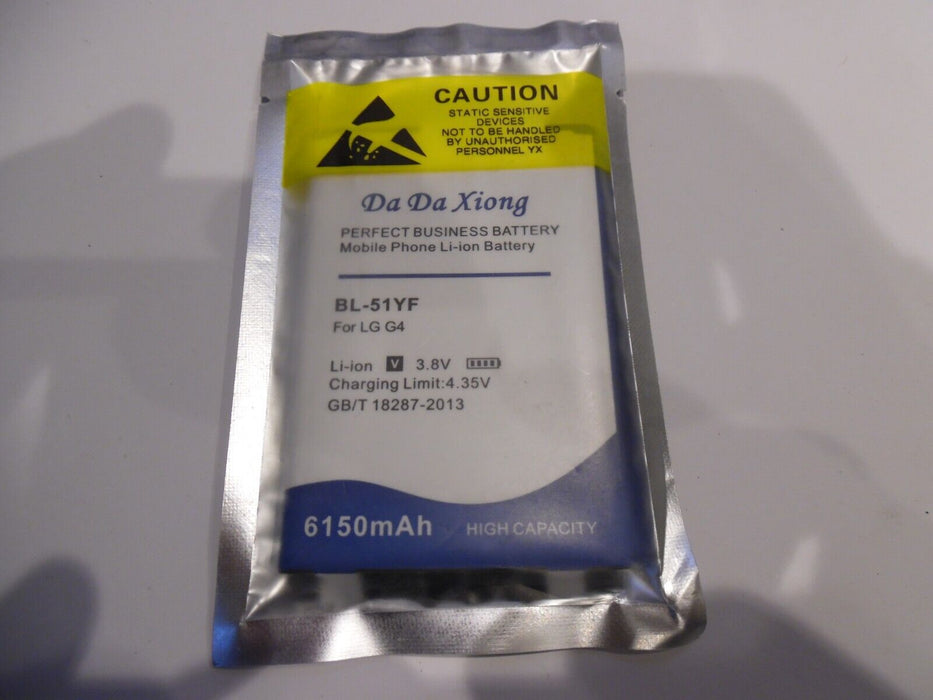 CAUTION
STATIC SENSITIVE
DEVICES
NOT TO BE HANDLED
BY UNAUTHORISED
PERSONNEL YX
Da Da Xiong
PERFECT BUSINESS BATTERY
Mobile Phone Li-ion Battery
BL-51YF
For LG G4
Li-ion V 3.8V
Charging Limit:4.35V
GB/T 18287-2013
6150mAh HIGH CAPACITY